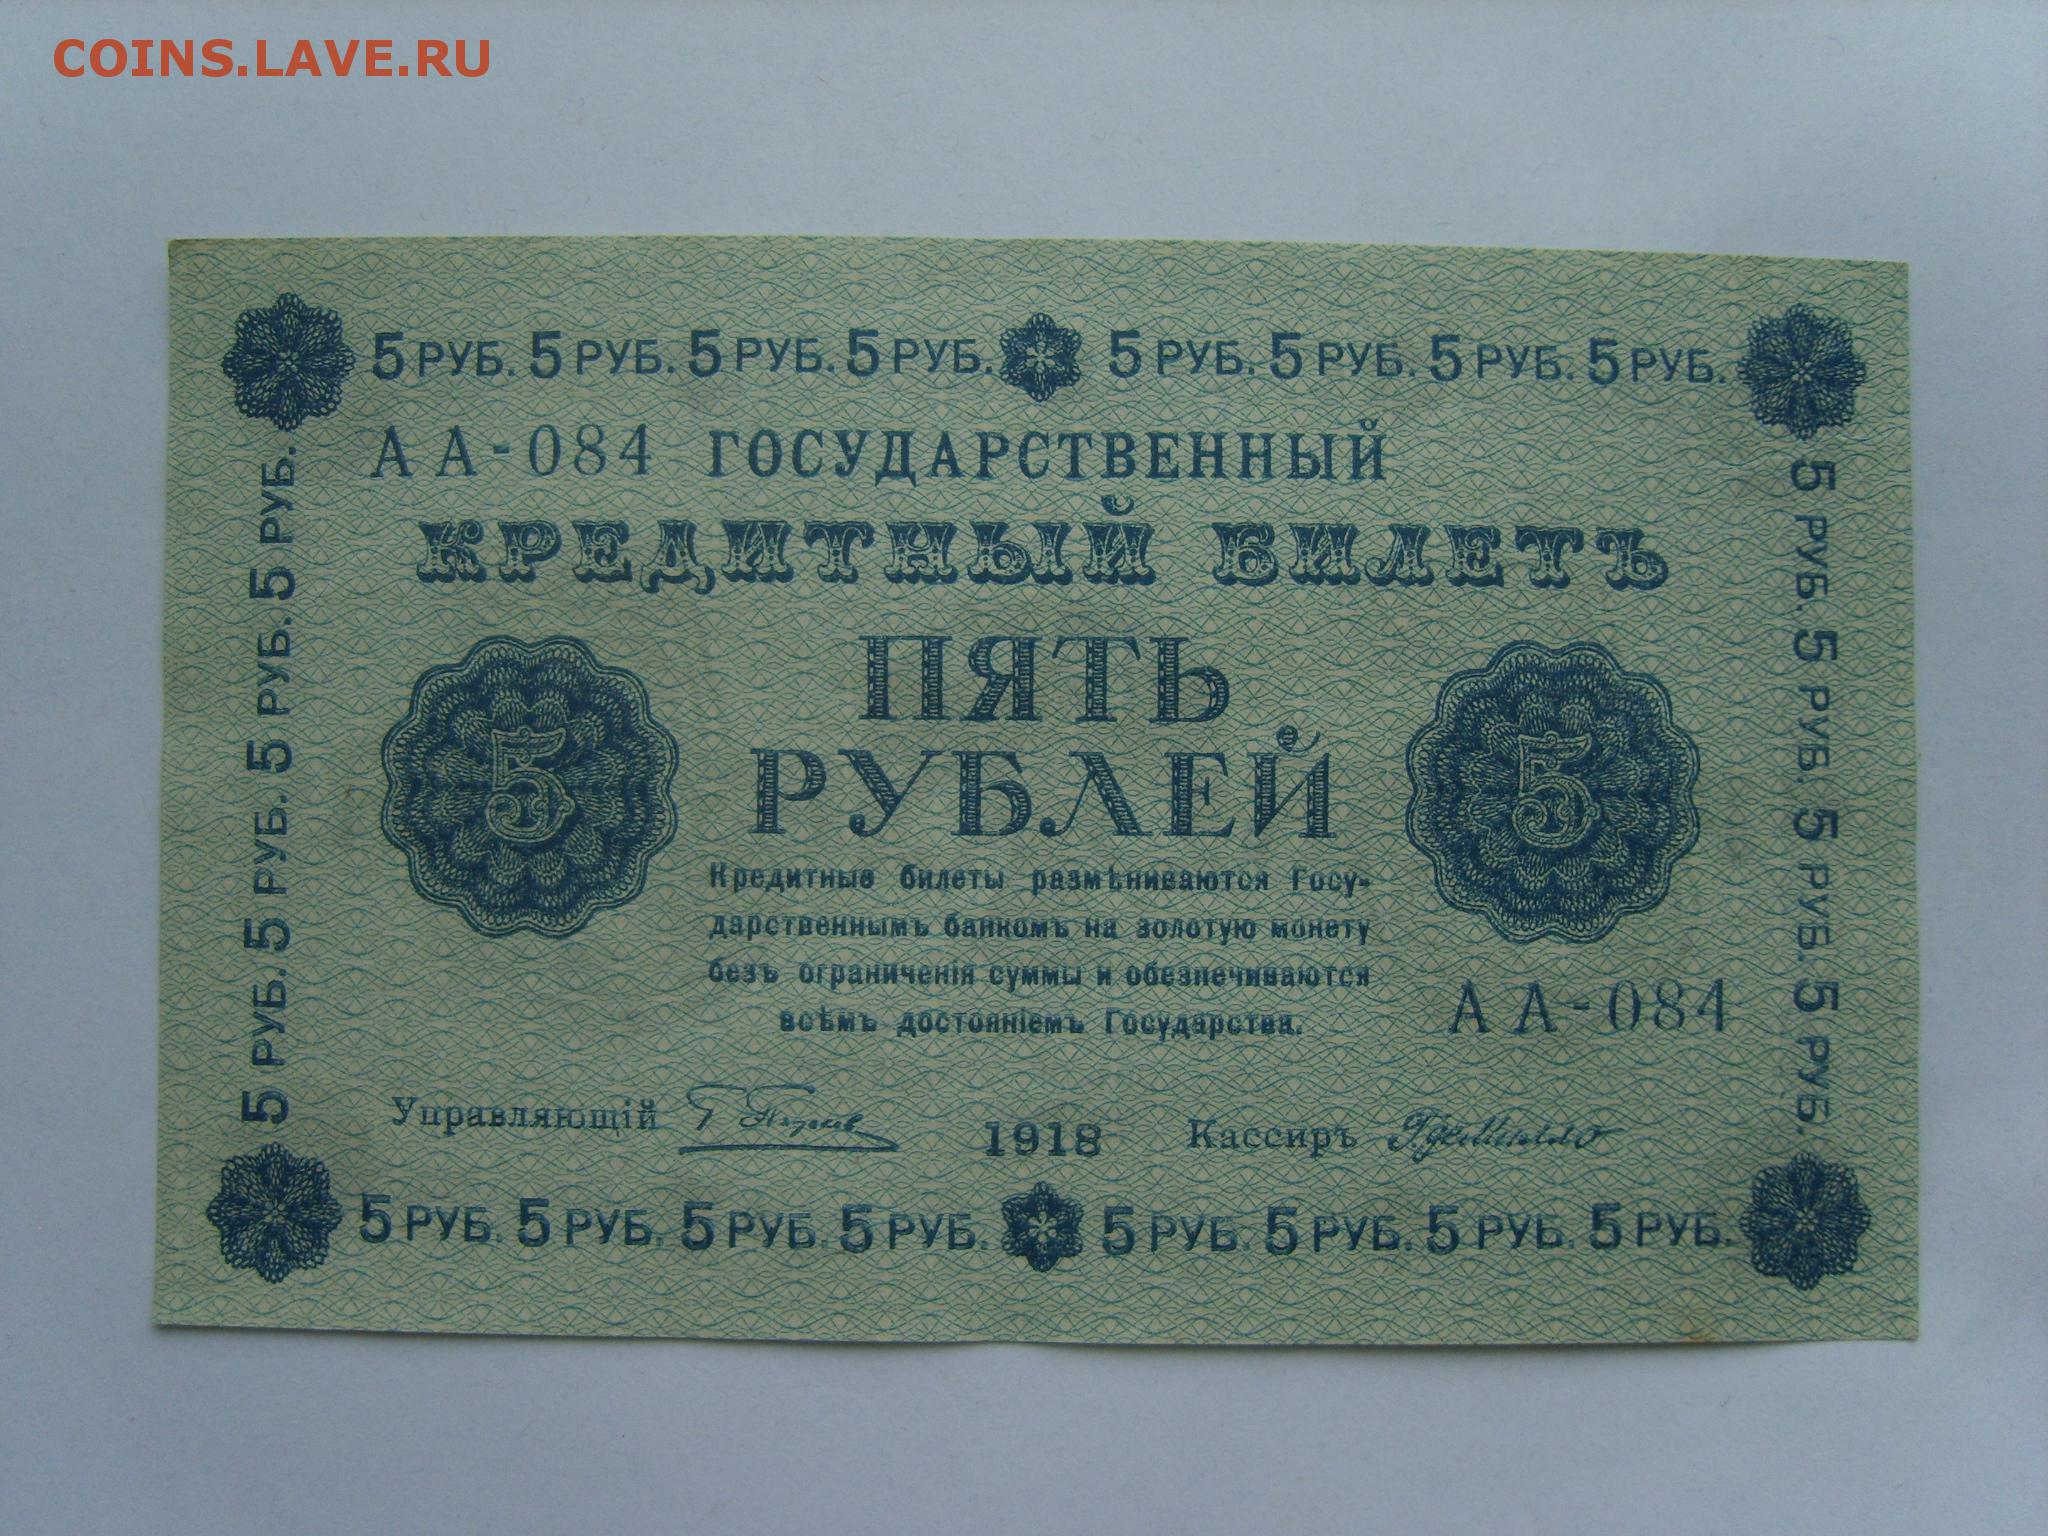 COINS.LAVE.RU
5 РУБ. 5 РУБ. 5 РУБ. 5 РУБ. 5 РУБ. 5 РУБ. 5 РУБ. 5 РУБ.
АА-084 ГОСУДАРСТВЕННЫЙ
КРЕДИТНЫЙ БИЛЕТЪ
ПЯТЬ
РУБЛЕЙ
5
5
Кредитные билеты размѣниваются Госу-
дарственнымъ банкомъ на золотую монету
безъ ограниченія суммы и обезпечиваются
всѣмъ достояніемъ Государства.
АА-084
Управляющій
1918
Кассиръ
5 РУБ. 5 РУБ. 5 РУБ. 5 РУБ. 5 РУБ. 5 РУБ. 5 РУБ. 5 РУБ.
5 РУБ. 5 РУБ. 5 РУБ. 5 РУБ.
5 РУБ. 5 РУБ. 5 РУБ. 5 РУБ.